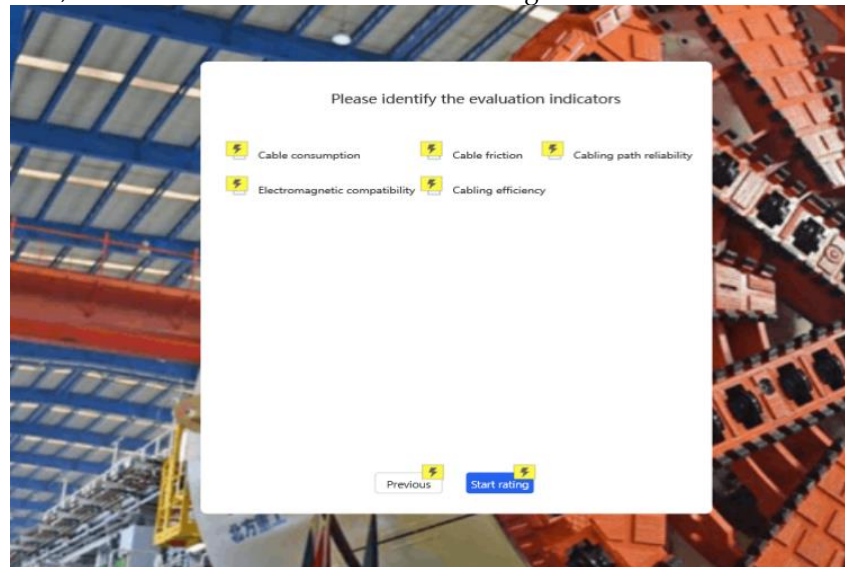 Please identify the evaluation indicators
Cable consumption Cable friction Cabling path reliability
Electromagnetic compatibility Cabling efficiency
Previous Start rating